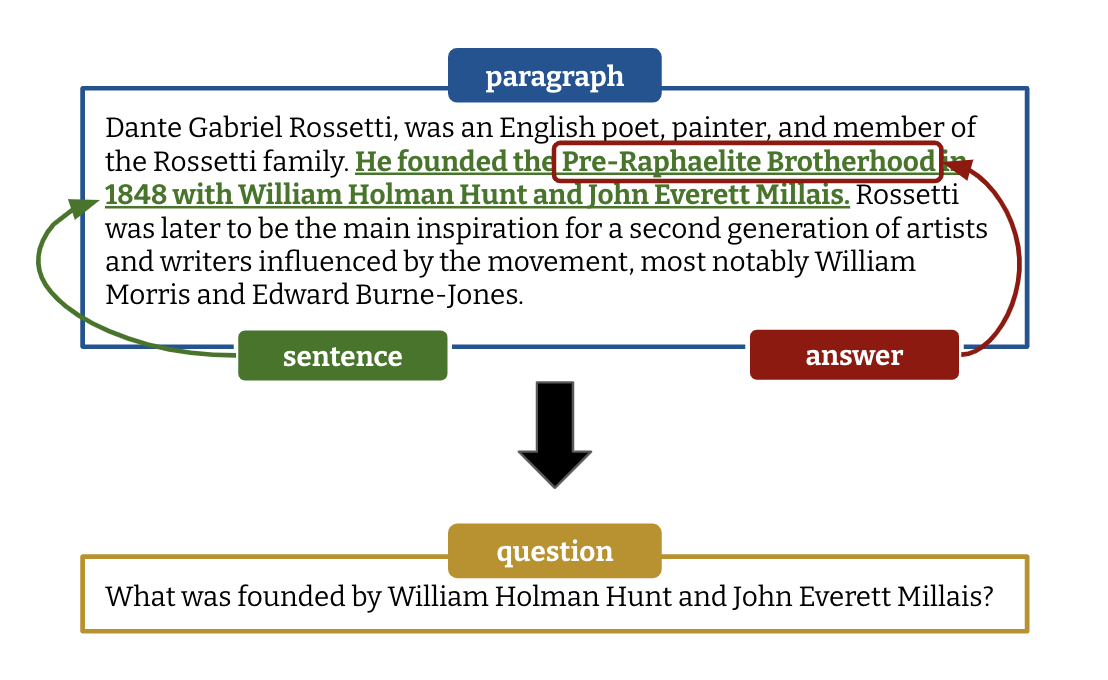 paragraph
Dante Gabriel Rossetti, was an English poet, painter, and member of
the Rossetti family. He founded the Pre-Raphaelite Brotherhood in
1848 with William Holman Hunt and John Everett Millais. Rossetti
was later to be the main inspiration for a second generation of artists
and writers influenced by the movement, most notably William
Morris and Edward Burne-Jones.
sentence
answer
question
What was founded by William Holman Hunt and John Everett Millais?